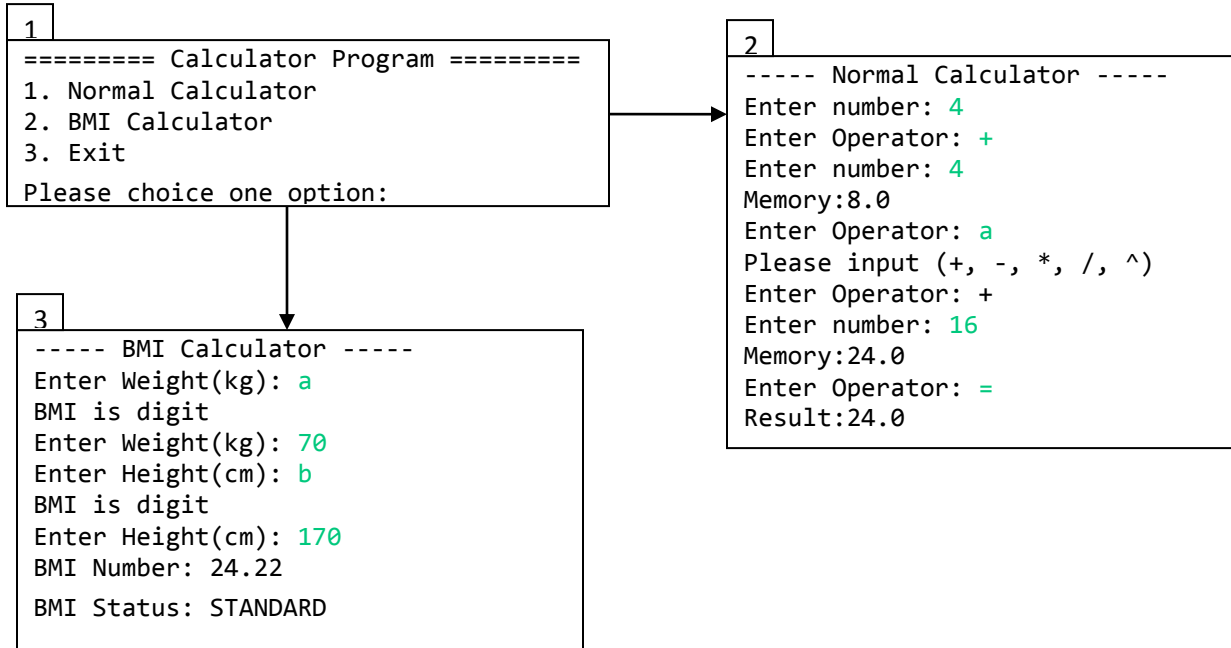 1
========= Calculator Program =========
1. Normal Calculator
2. BMI Calculator
3. Exit
Please choice one option:
2
----- Normal Calculator -----
Enter number: 4
Enter Operator: +
Enter number: 4
Memory:8.0
Enter Operator: a
Please input (+, -, *, /, ^)
Enter Operator: +
Enter number: 16
Memory:24.0
Enter Operator: =
Result:24.0
3
----- BMI Calculator -----
Enter Weight(kg): a
BMI is digit
Enter Weight(kg): 70
Enter Height(cm): b
BMI is digit
Enter Height(cm): 170
BMI Number: 24.22
BMI Status: STANDARD